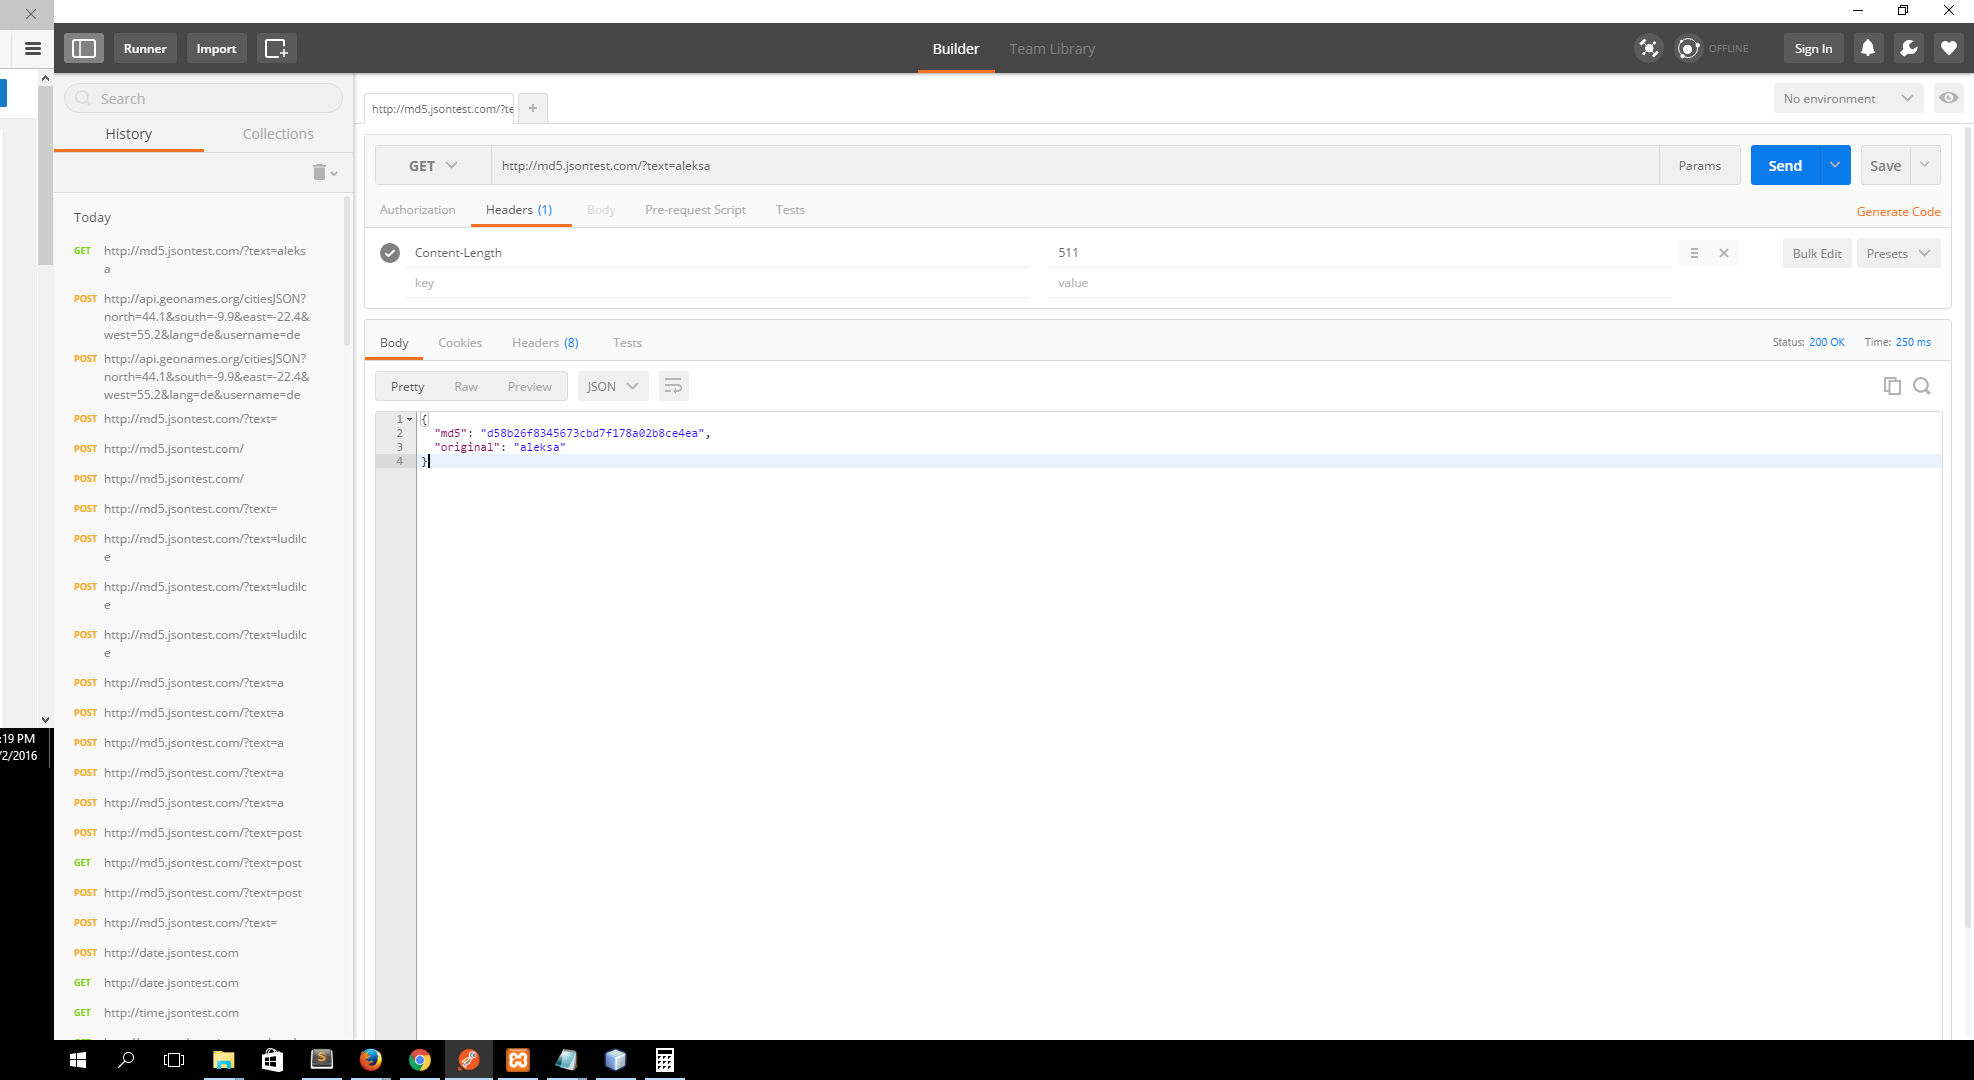 Runner
Import
Builder
Team Library
OFFLINE
Sign In
Search
History
Collections
Today
GET http://md5.jsontest.com/?text=aleks
a
POST http://api.geonames.org/citiesJSON?
north=44.1&south=-9.9&east=-22.4&
west=55.2&lang=de&username=de
POST http://api.geonames.org/citiesJSON?
north=44.1&south=-9.9&east=-22.4&
west=55.2&lang=de&username=de
POST http://md5.jsontest.com/?text=
POST http://md5.jsontest.com/
POST http://md5.jsontest.com/
POST http://md5.jsontest.com/?text=
POST http://md5.jsontest.com/?text=ludilc
e
POST http://md5.jsontest.com/?text=ludilc
e
POST http://md5.jsontest.com/?text=ludilc
e
POST http://md5.jsontest.com/?text=a
POST http://md5.jsontest.com/?text=a
POST http://md5.jsontest.com/?text=a
POST http://md5.jsontest.com/?text=a
POST http://md5.jsontest.com/?text=a
POST http://md5.jsontest.com/?text=post
GET http://md5.jsontest.com/?text=post
POST http://md5.jsontest.com/?text=post
POST http://md5.jsontest.com/?text=
POST http://date.jsontest.com
GET http://date.jsontest.com
GET http://time.jsontest.com
:19 PM
/2/2016
http://md5.jsontest.com/?te
+
No environment
GET
http://md5.jsontest.com/?text=aleksa
Params
Send
Save
Authorization
Headers (1)
Body
Pre-request Script
Tests
Generate Code
Content-Length
511
Bulk Edit
Presets
key
value
Body
Cookies
Headers (8)
Tests
Status: 200 OK
Time: 250 ms
Pretty
Raw
Preview
JSON
1 {
2 "md5": "d58b26f8345673cbd7f178a02b8ce4ea",
3 "original": "aleksa"
4 }